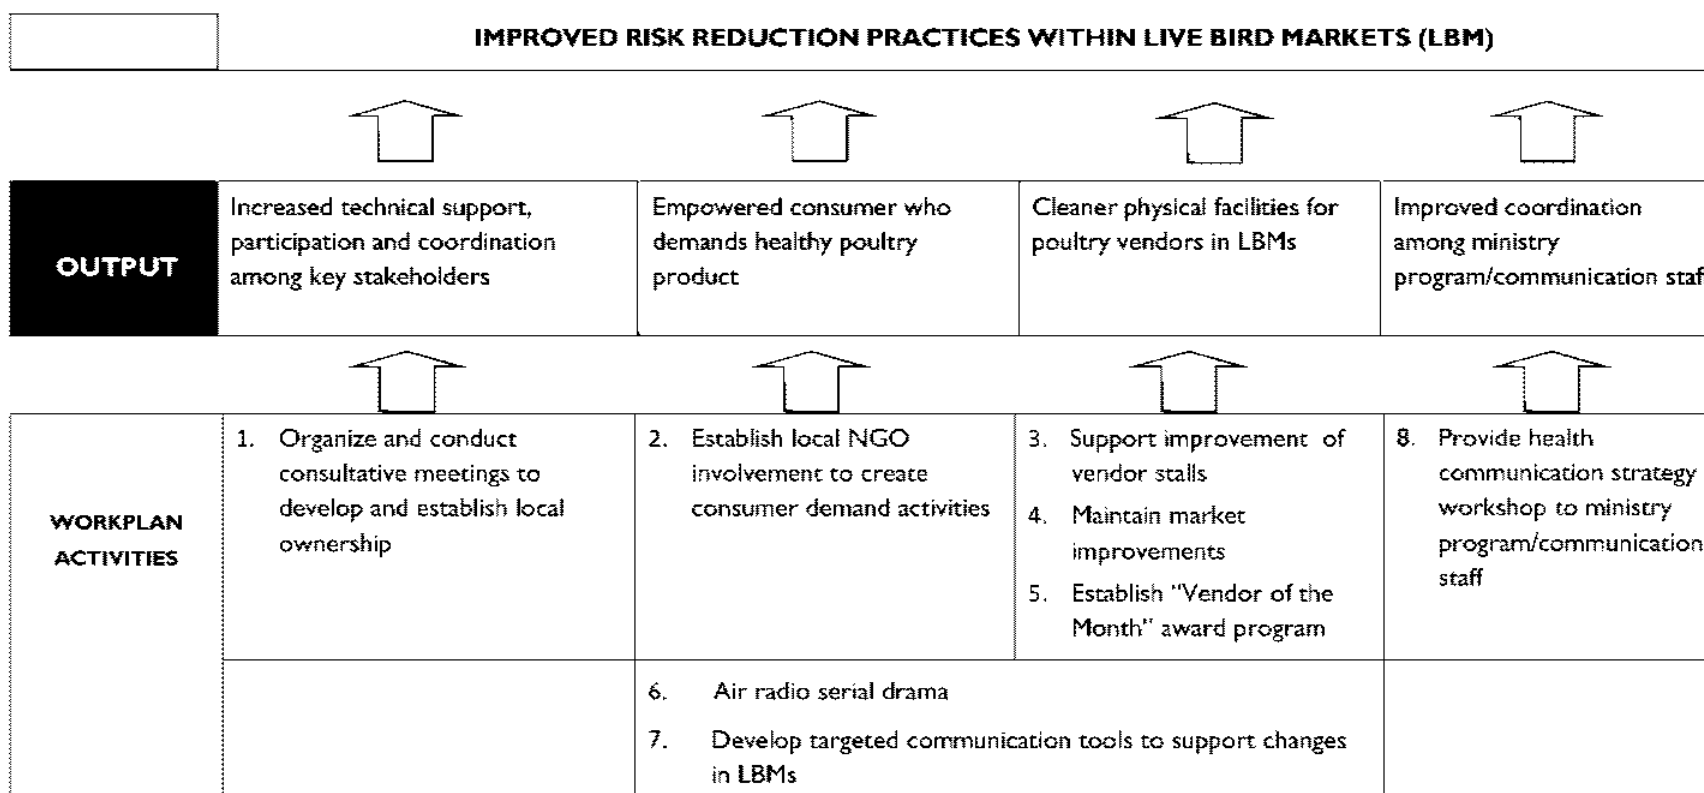 IMPROVED RISK REDUCTION PRACTICES WITHIN LIVE BIRD MARKETS (LBM)
OUTPUT
Increased technical support,
participation and coordination
among key stakeholders
Empowered consumer who
demands healthy poultry
product
Cleaner physical facilities for
poultry vendors in LBMs
Improved coordination
among ministry
program/communication staf
WORKPLAN
ACTIVITIES
1. Organize and conduct
consultative meetings to
develop and establish local
ownership
2. Establish local NGO
involvement to create
consumer demand activities
3. Support improvement of
vendor stalls
4. Maintain market
improvements
5. Establish "Vendor of the
Month" award program
8. Provide health
communication strategy
workshop to ministry
program/communication
staff
6. Air radio serial drama
7. Develop targeted communication tools to support changes
in LBMs